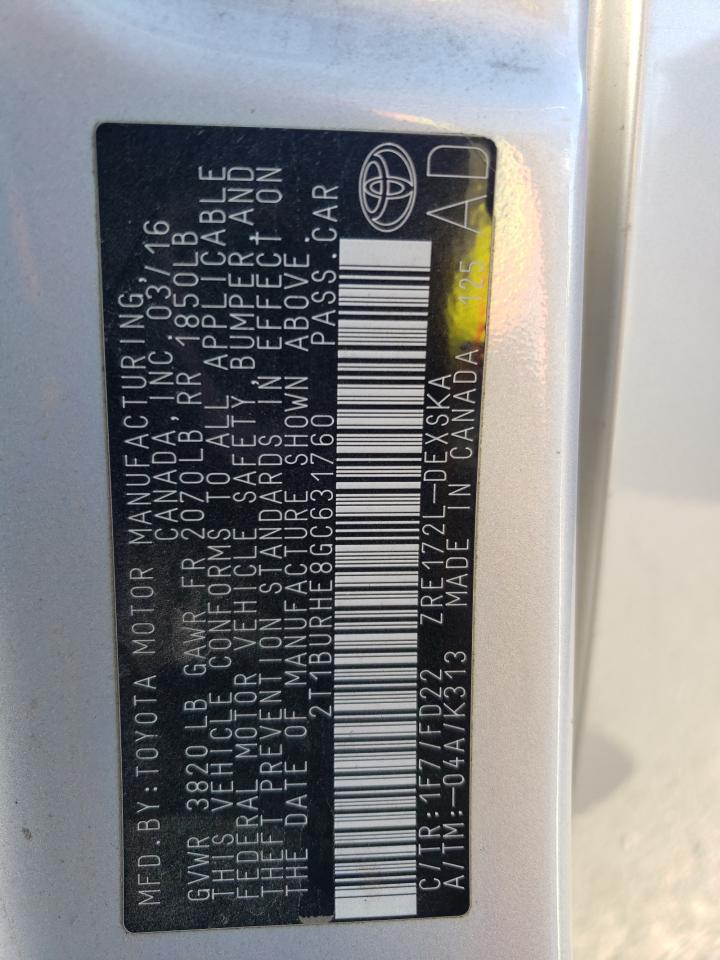 MFD.BY:TOYOTA MOTOR MANUFACTURING,
CANADA, INC. 03/16
GVWR 3820 LB GAWR FR 2070LB, RR 1850LB
THIS VEHICLE CONFORMS TO ALL APPLICABLE
FEDERAL MOTOR VEHICLE SAFETY, BUMPER, AND
THEFT PREVENTION STANDARDS IN EFFECT ON
THE DATE OF MANUFACTURE SHOWN ABOVE.
2T1BURHE8GC631760 PASS.CAR
C/TR:1F7/FD22 ZRE172L-DEXSKA
A/TM:-04A/K313 MADE IN CANADA 125
AD